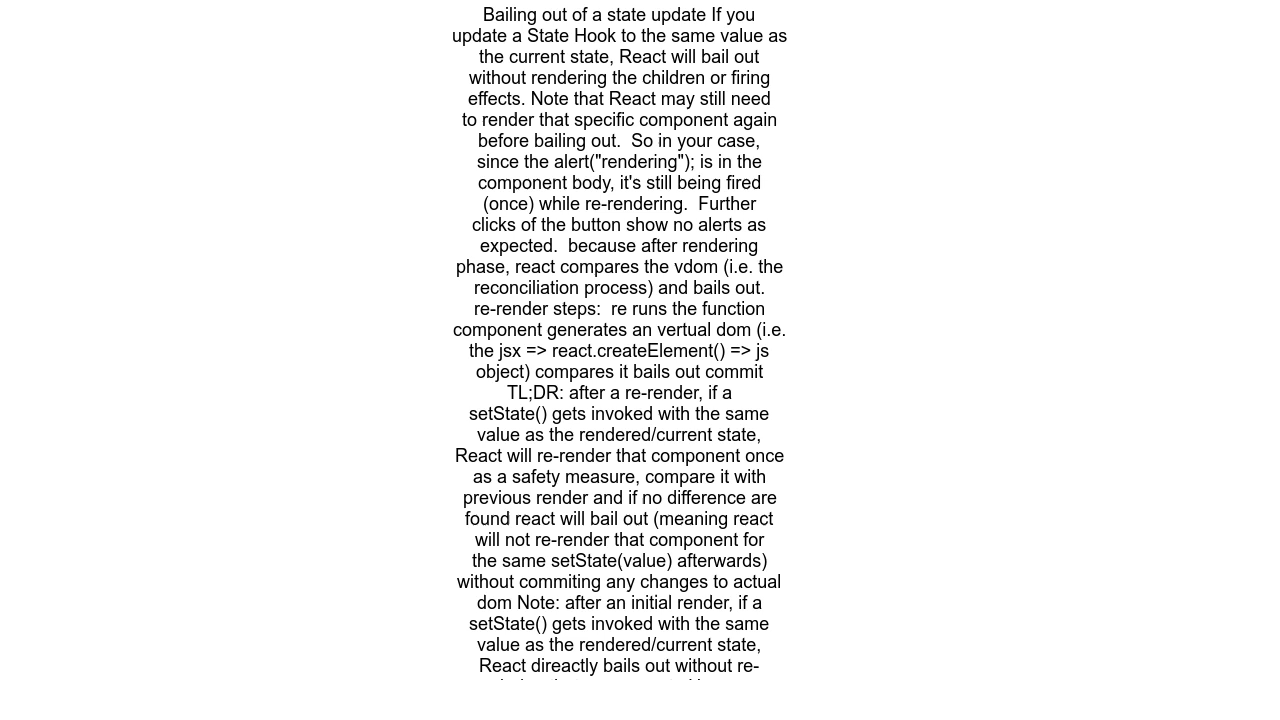 Bailing out of a state update If you
update a State Hook to the same value as
the current state, React will bail out
without rendering the children or firing
effects. Note that React may still need
to render that specific component again
before bailing out.  So in your case,
since the alert("rendering"); is in the
component body, it's still being fired
(once) while re-rendering.  Further
clicks of the button show no alerts as
expected.  because after rendering
phase, react compares the vdom (i.e. the
reconciliation process) and bails out.
re-render steps:  re runs the function
component generates an vertual dom (i.e.
the jsx => react.createElement() => js
object) compares it bails out commit
TL;DR: after a re-render, if a
setState() gets invoked with the same
value as the rendered/current state,
React will re-render that component once
as a safety measure, compare it with
previous render and if no difference are
found react will bail out (meaning react
will not re-render that component for
the same setState(value) afterwards)
without commiting any changes to actual
dom Note: after an initial render, if a
setState() gets invoked with the same
value as the rendered/current state,
React direactly bails out without re-